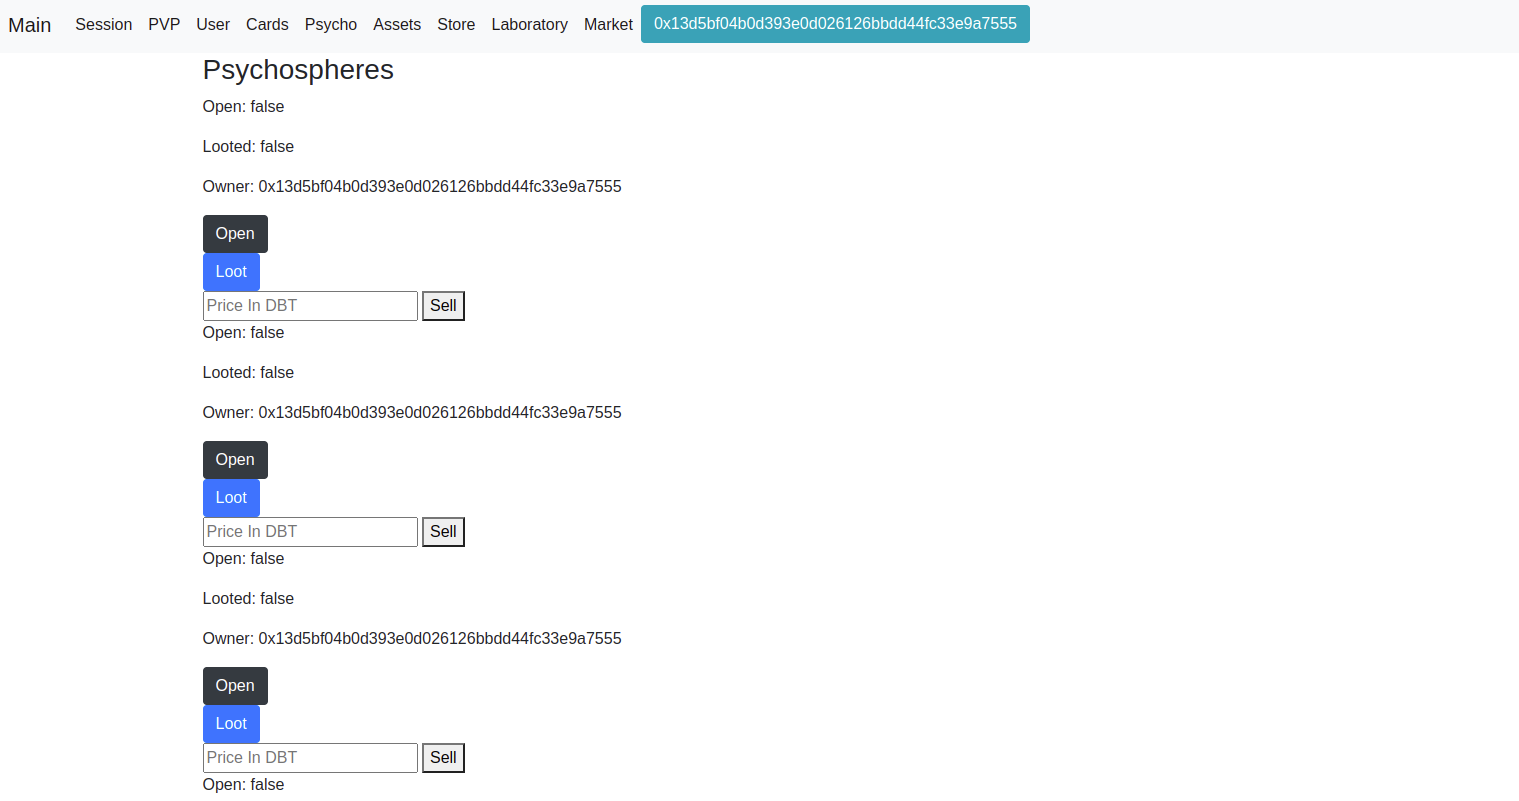 Main Session PVP User Cards Psycho Assets Store Laboratory Market 0x13d5bf04b0d393e0d026126bbdd44fc33e9a7555
Psychospheres
Open: false
Looted: false
Owner: 0x13d5bf04b0d393e0d026126bbdd44fc33e9a7555
Open
Loot
Price In DBT Sell
Open: false
Looted: false
Owner: 0x13d5bf04b0d393e0d026126bbdd44fc33e9a7555
Open
Loot
Price In DBT Sell
Open: false
Looted: false
Owner: 0x13d5bf04b0d393e0d026126bbdd44fc33e9a7555
Open
Loot
Price In DBT Sell
Open: false